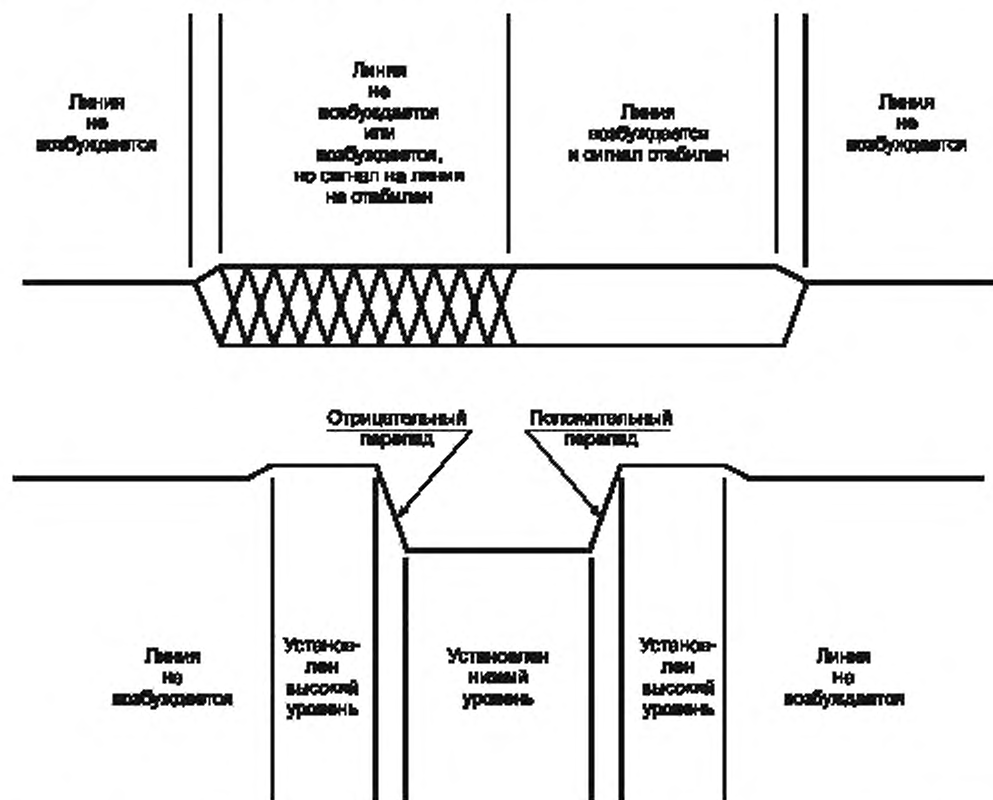 Линия
не
возбуждается
Линия
не
возбуждается
или
возбуждается,
но сигнал на линии
не стабилен
Линия
возбуждается
и сигнал стабилен
Линия
не
возбуждается
Отрицательный
перепад
Положительный
перепад
Линия
не
возбуждается
Установ-
лен
высокий
уровень
Установлен
низкий
уровень
Установ-
лен
высокий
уровень
Линия
не
возбуждается